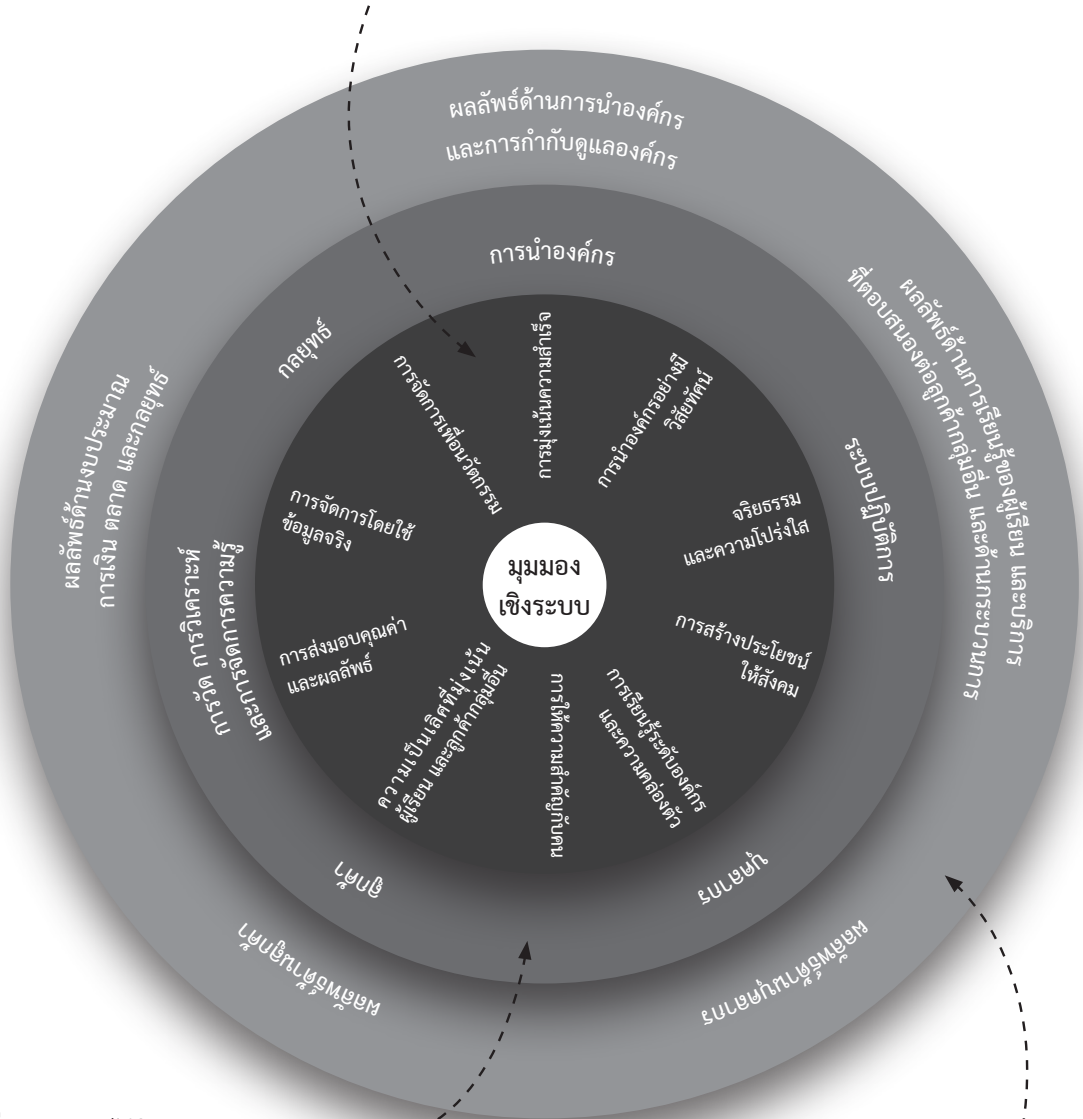 ผลลัพธ์ด้านการนำองค์กร
และการกำกับดูแลองค์กร
การนำองค์กร
กลยุทธ์
ระบบปฏิบัติการ
ผลลัพธ์ด้านการเรียนรู้ของผู้เรียน และบริการ
ที่ตอบสนองต่อลูกค้ากลุ่มอื่น และด้านกระบวนการ
ผลลัพธ์ด้านงบประมาณ
การเงิน ตลาด และกลยุทธ์
การวัด การวิเคราะห์
และการจัดการความรู้
การมุ่งเน้นความสำเร็จ
การนำองค์กรอย่างมี
วิสัยทัศน์
จริยธรรม
และความโปร่งใส
การสร้างประโยชน์
ให้สังคม
การเรียนรู้ระดับองค์กร
และความคล่องตัว
การให้ความสำคัญกับคน
ความเป็นเลิศที่มุ่งเน้น
ผู้เรียน และลูกค้ากลุ่มอื่น
การส่งมอบคุณค่า
และผลลัพธ์
การจัดการโดยใช้
ข้อมูลจริง
การจัดการเพื่อนวัตกรรม
มุมมอง
เชิงระบบ
ลูกค้า
บุคลากร
ผลลัพธ์ด้านลูกค้า
ผลลัพธ์ด้านบุคลากร